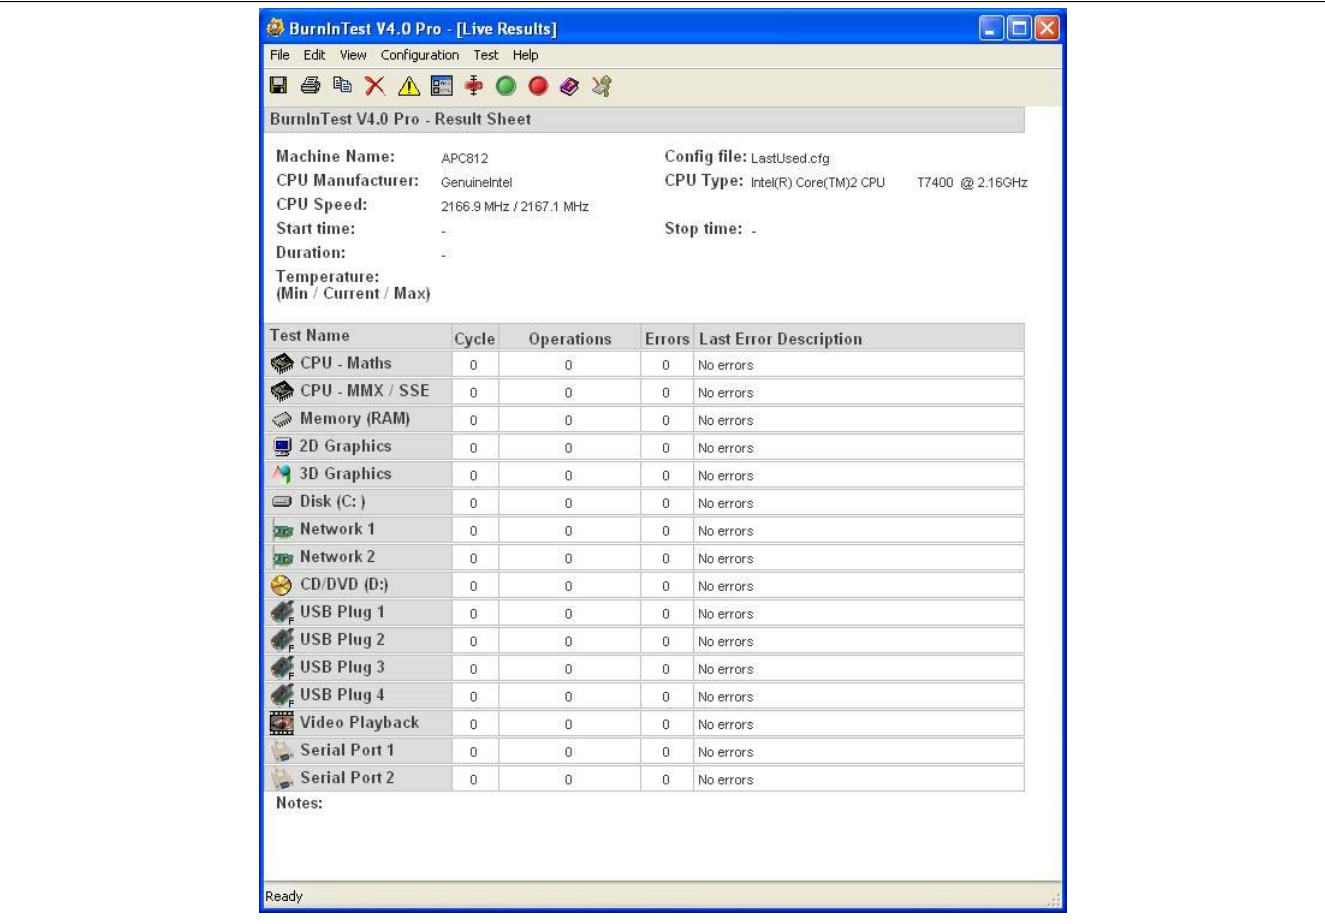 BurnInTest V4.0 Pro - [Live Results]
File Edit View Configuration Test Help
BurnInTest V4.0 Pro - Result Sheet
Machine Name: APC812 Config file: LastUsed.cfg
CPU Manufacturer: GenuineIntel CPU Type: Intel(R) Core(TM)2 CPU T7400 @ 2.16GHz
CPU Speed: 2166.9 MHz / 2167.1 MHz
Start time: - Stop time: -
Duration: -
Temperature:
(Min / Current / Max)
Test Name Cycle Operations Errors Last Error Description
CPU - Maths 0 0 0 No errors
CPU - MMX / SSE 0 0 0 No errors
Memory (RAM) 0 0 0 No errors
2D Graphics 0 0 0 No errors
3D Graphics 0 0 0 No errors
Disk (C: ) 0 0 0 No errors
Network 1 0 0 0 No errors
Network 2 0 0 0 No errors
CD/DVD (D:) 0 0 0 No errors
F USB Plug 1 0 0 0 No errors
F USB Plug 2 0 0 0 No errors
F USB Plug 3 0 0 0 No errors
F USB Plug 4 0 0 0 No errors
Video Playback 0 0 0 No errors
Serial Port 1 0 0 0 No errors
Serial Port 2 0 0 0 No errors
Notes:
Ready